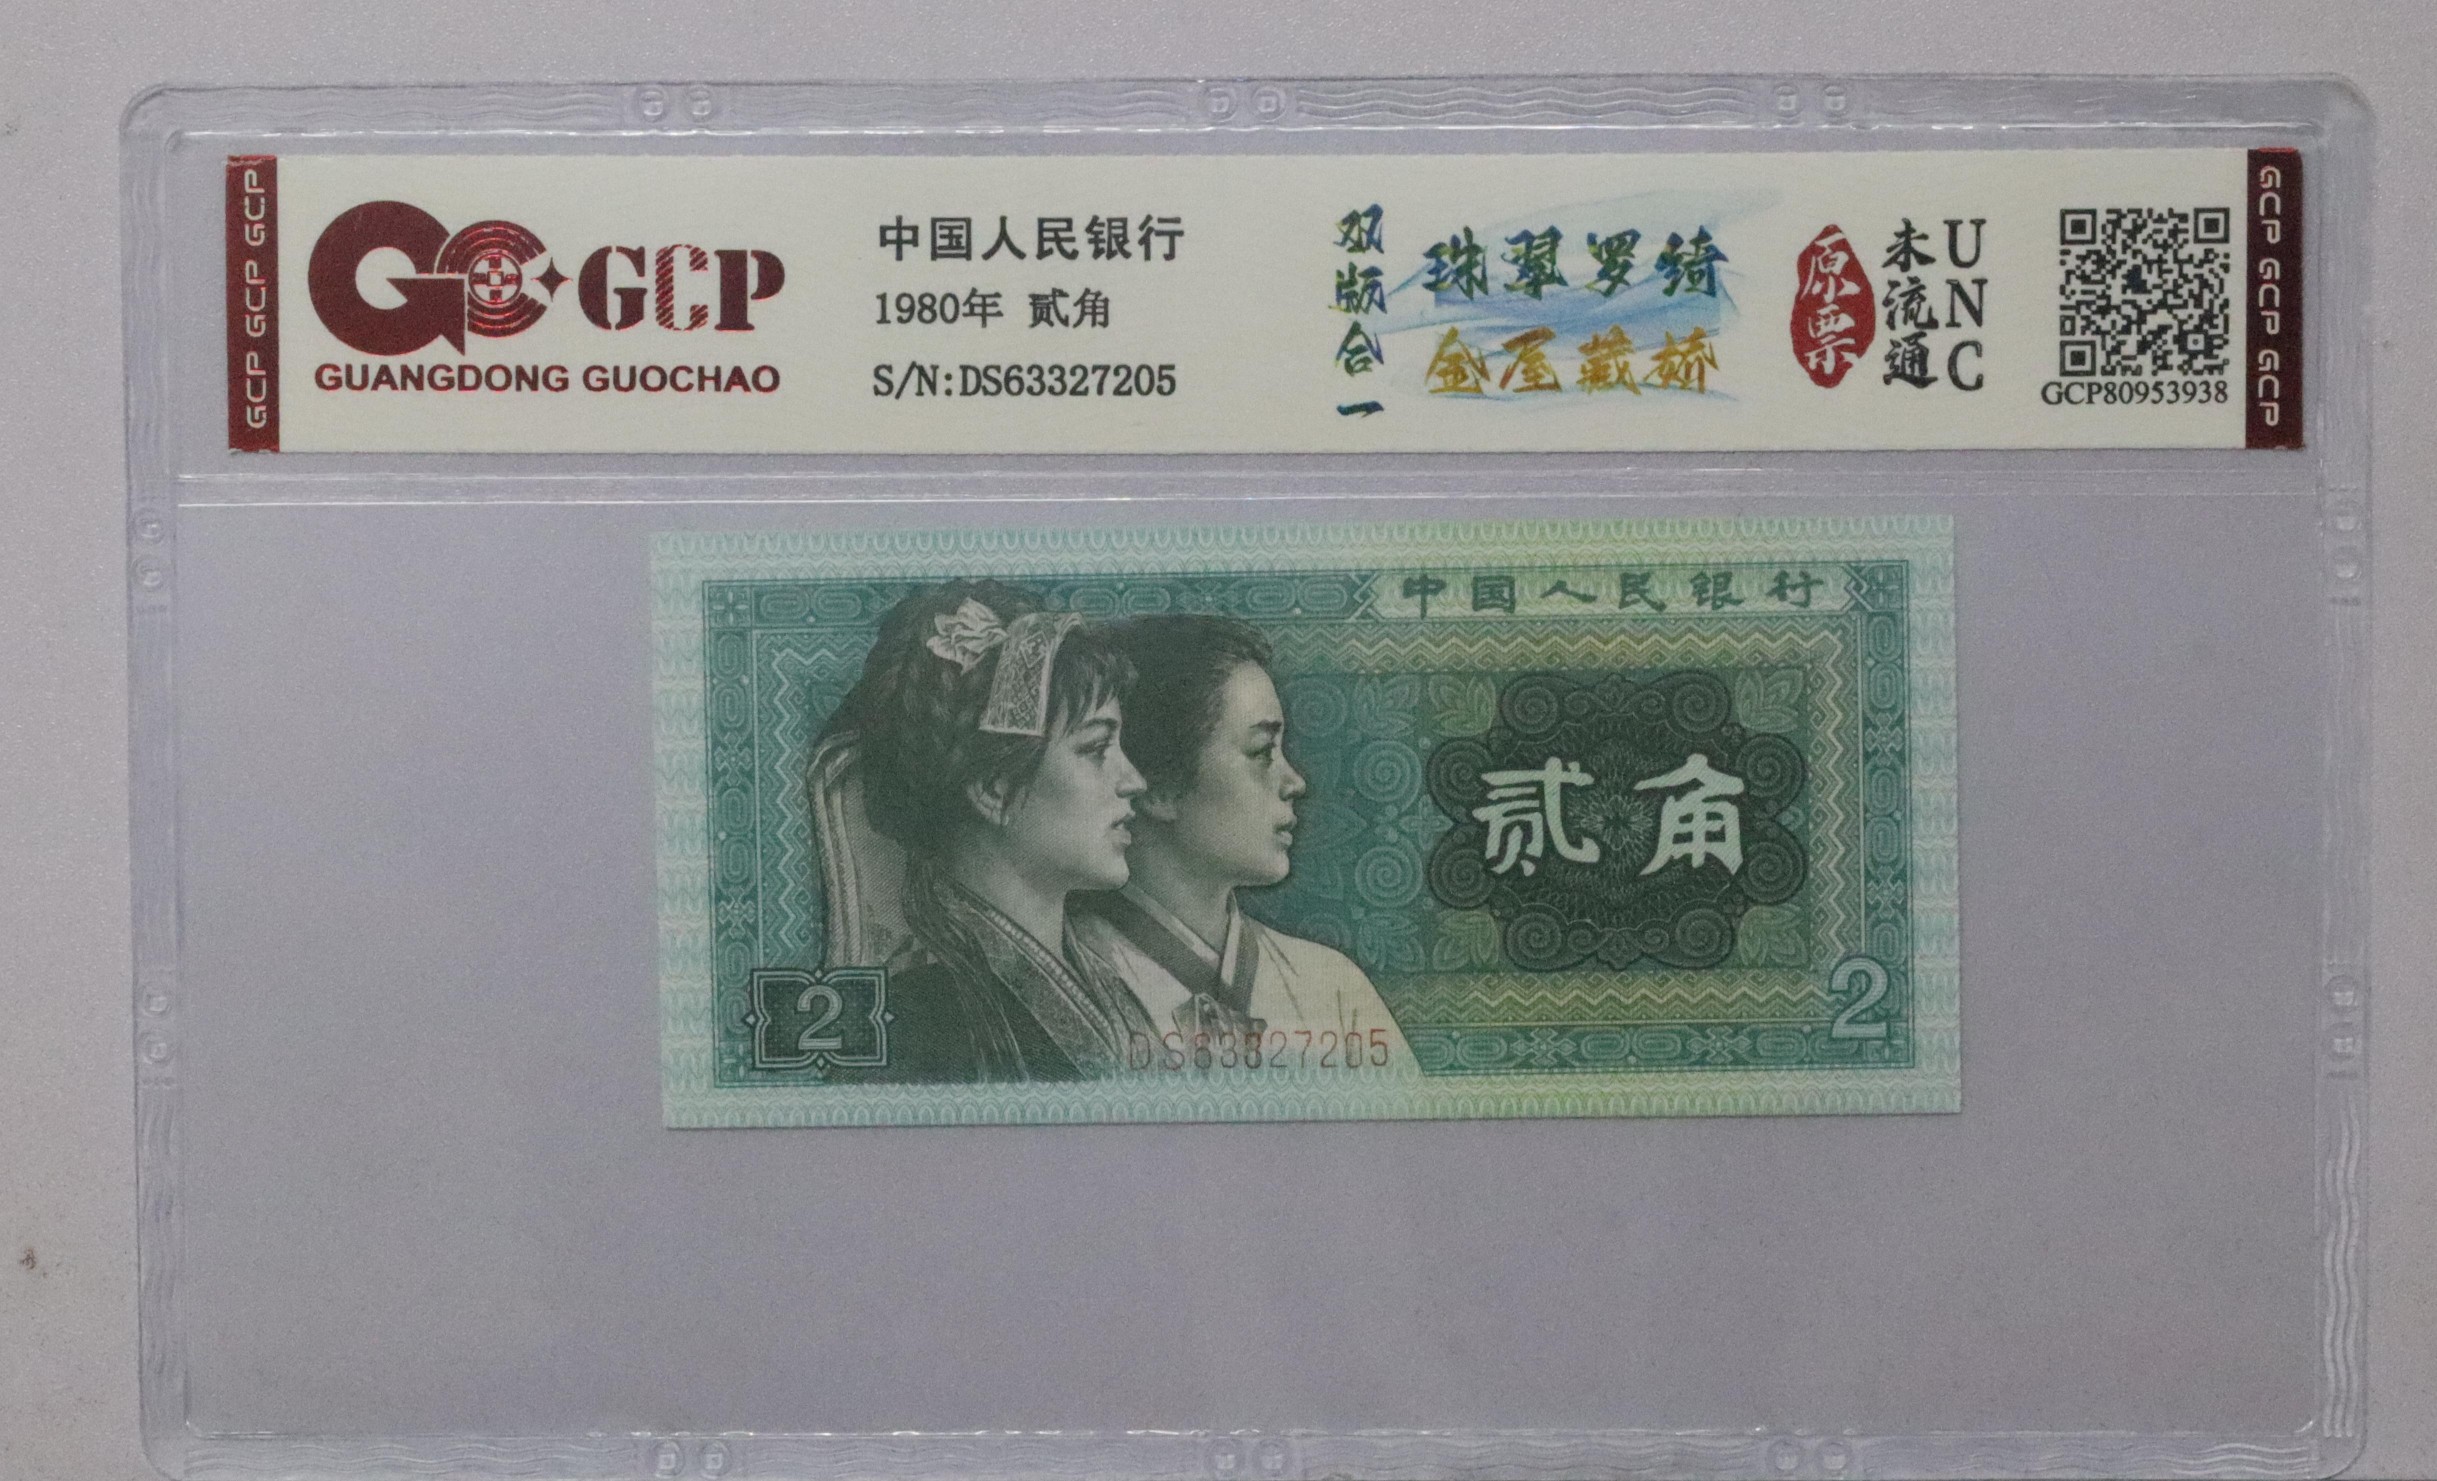 GCP GCP GCP
GCP
GUANGDONG GUOCHAO
中国人民银行
1980年 贰角
S/N:DS63327205
双版合一
珠翠罗绮
金屋藏娇
原票
未流通
UNC
GCP80953938
GCP GCP GCP
中国人民银行
贰角
2
2
DS63327205